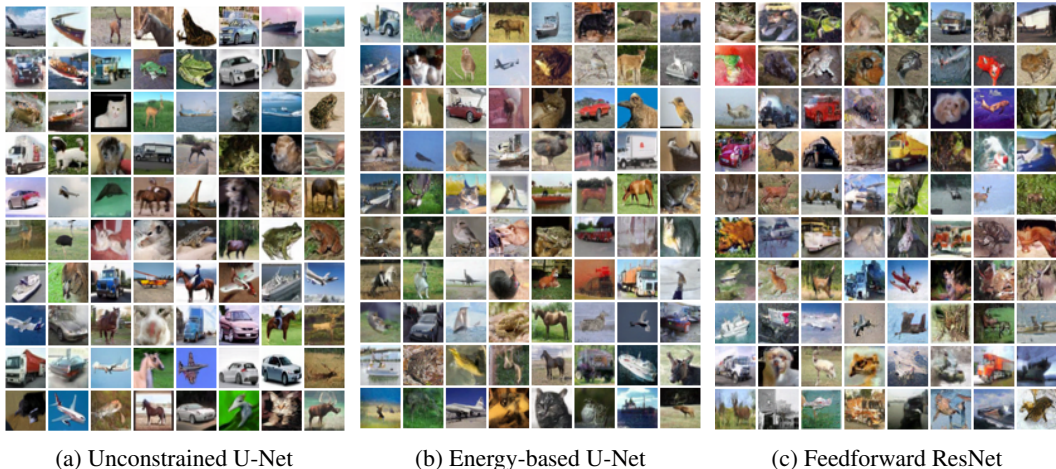 (a) Unconstrained U-Net
(b) Energy-based U-Net
(c) Feedforward ResNet